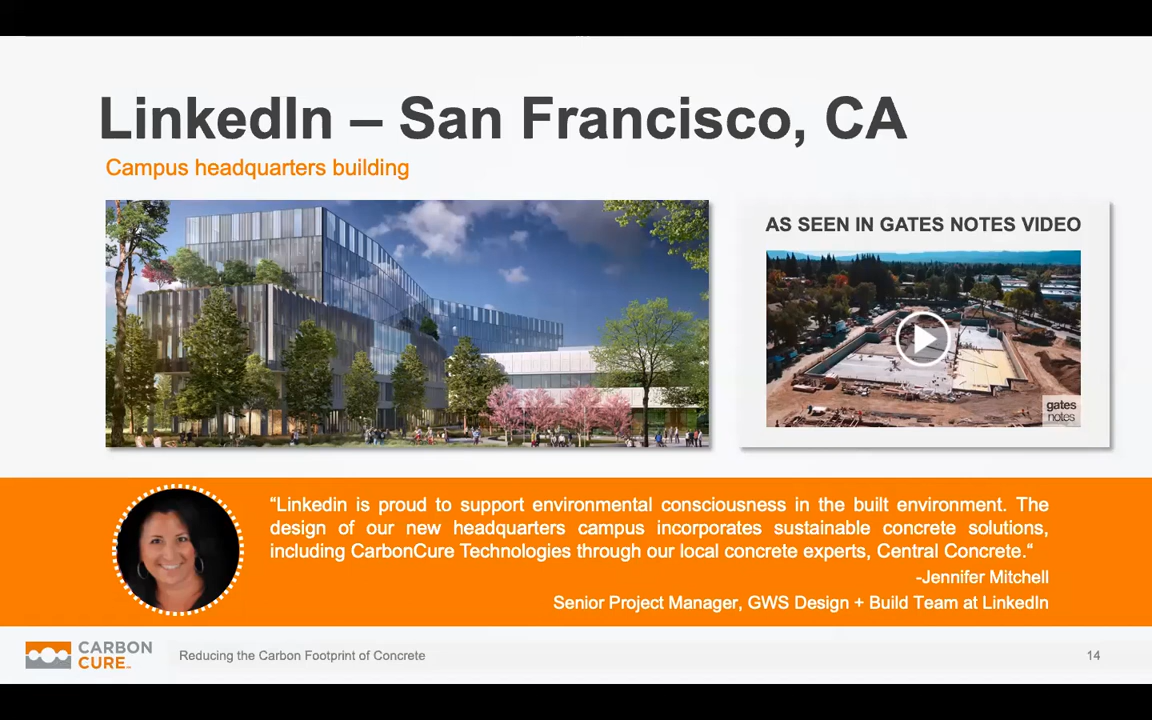 LinkedIn – San Francisco, CA
Campus headquarters building
AS SEEN IN GATES NOTES VIDEO
gates
notes
“Linkedin is proud to support environmental consciousness in the built environment. The
design of our new headquarters campus incorporates sustainable concrete solutions,
including CarbonCure Technologies through our local concrete experts, Central Concrete.“
-Jennifer Mitchell
Senior Project Manager, GWS Design + Build Team at LinkedIn
CARBON
CURE™
Reducing the Carbon Footprint of Concrete
14